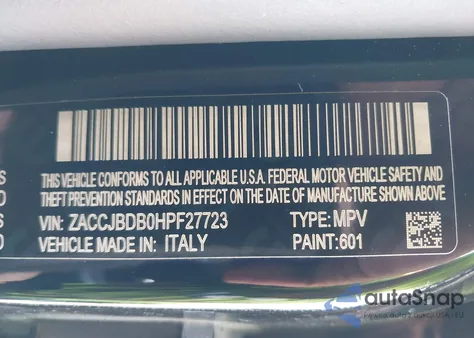 THIS VEHICLE CONFORMS TO ALL APPLICABLE U.S.A. FEDERAL MOTOR VEHICLE SAFETY AND
THEFT PREVENTION STANDARDS IN EFFECT ON THE DATE OF MANUFACTURE SHOWN ABOVE.
VIN: ZACCJBDB0HPF27723 TYPE: MPV
VEHICLE MADE IN: ITALY PAINT: 601
autaSnap